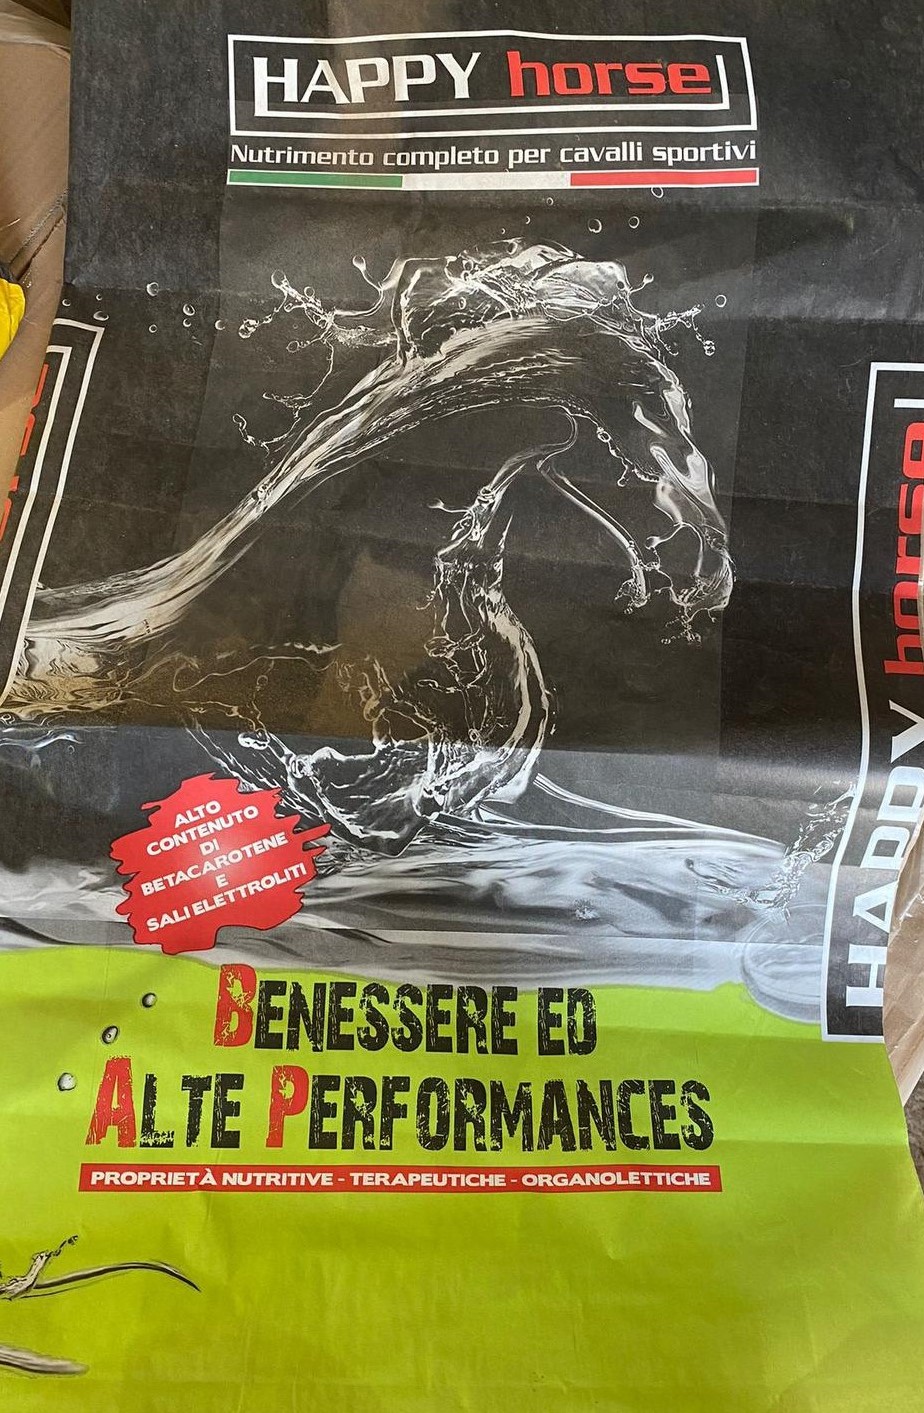 HAPPY horse
Nutrimento completo per cavalli sportivi
ALTO
CONTENUTO
DI
BETACAROTENE
E
SALI ELETTROLITI
BENESSERE ED
ALTE PERFORMANCES
PROPRIETÀ NUTRITIVE - TERAPEUTICHE - ORGANOLETTICHE
HAPPY horse